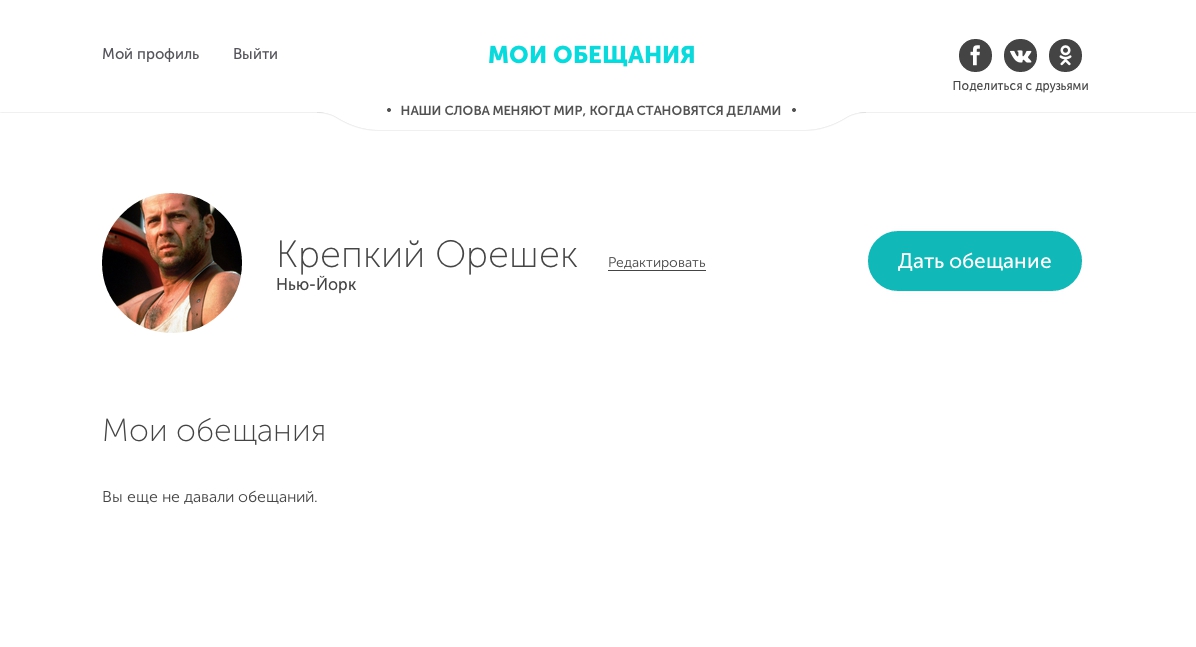 Мой профиль Выйти
МОИ ОБЕЩАНИЯ
Поделиться с друзьями
• НАШИ СЛОВА МЕНЯЮТ МИР, КОГДА СТАНОВЯТСЯ ДЕЛАМИ •
Крепкий Орешек Редактировать
Нью-Йорк
Дать обещание
Мои обещания
Вы еще не давали обещаний.